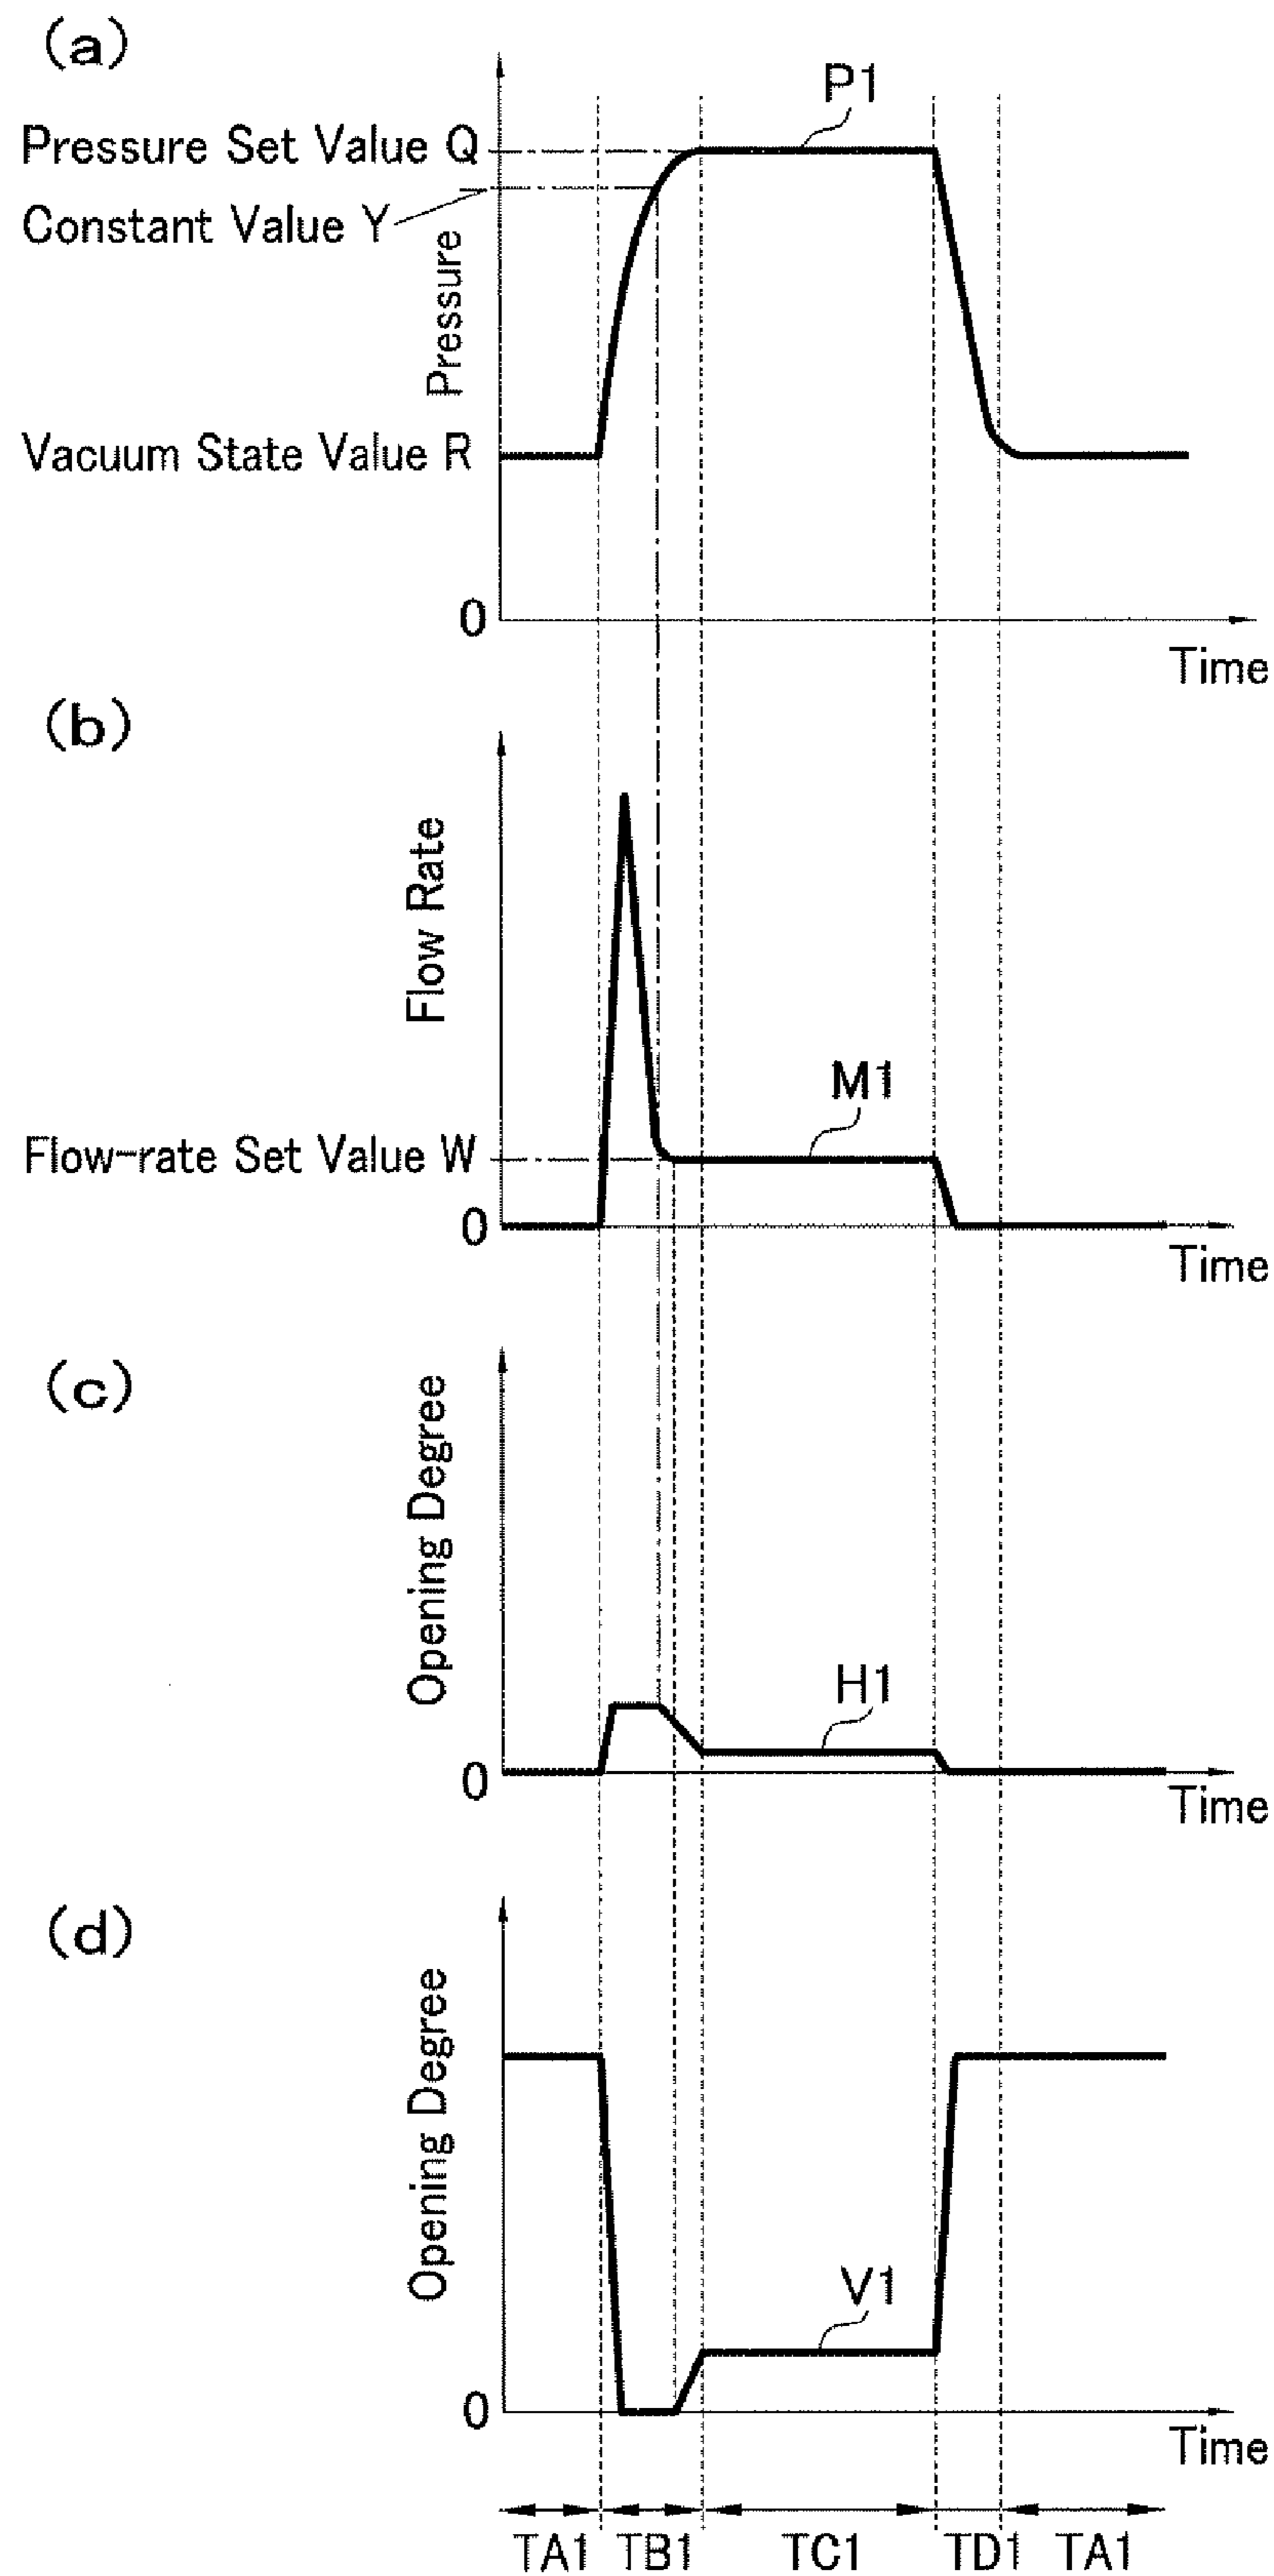 (a)
P1
Pressure Set Value Q
Constant Value Y
Pressure
Vacuum State Value R
0
Time
(b)
Flow Rate
M1
Flow-rate Set Value W
0
Time
(c)
Opening Degree
H1
0
Time
(d)
Opening Degree
V1
0
Time
TA1 TB1 TC1 TD1 TA1